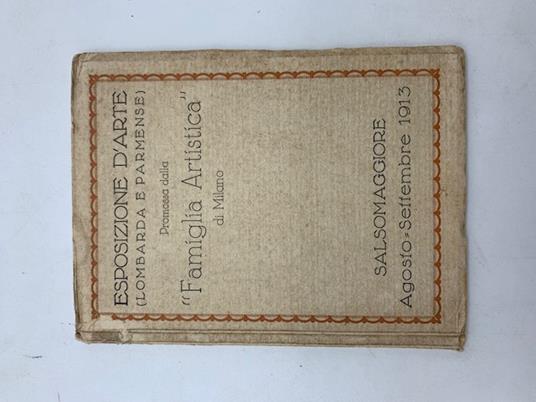 ESPOSIZIONE D'ARTE
(LOMBARDA E PARMENSE)
Promossa dalla
"Famiglia Artistica"
di Milano
SALSOMAGGIORE
Agosto-Settembre 1913